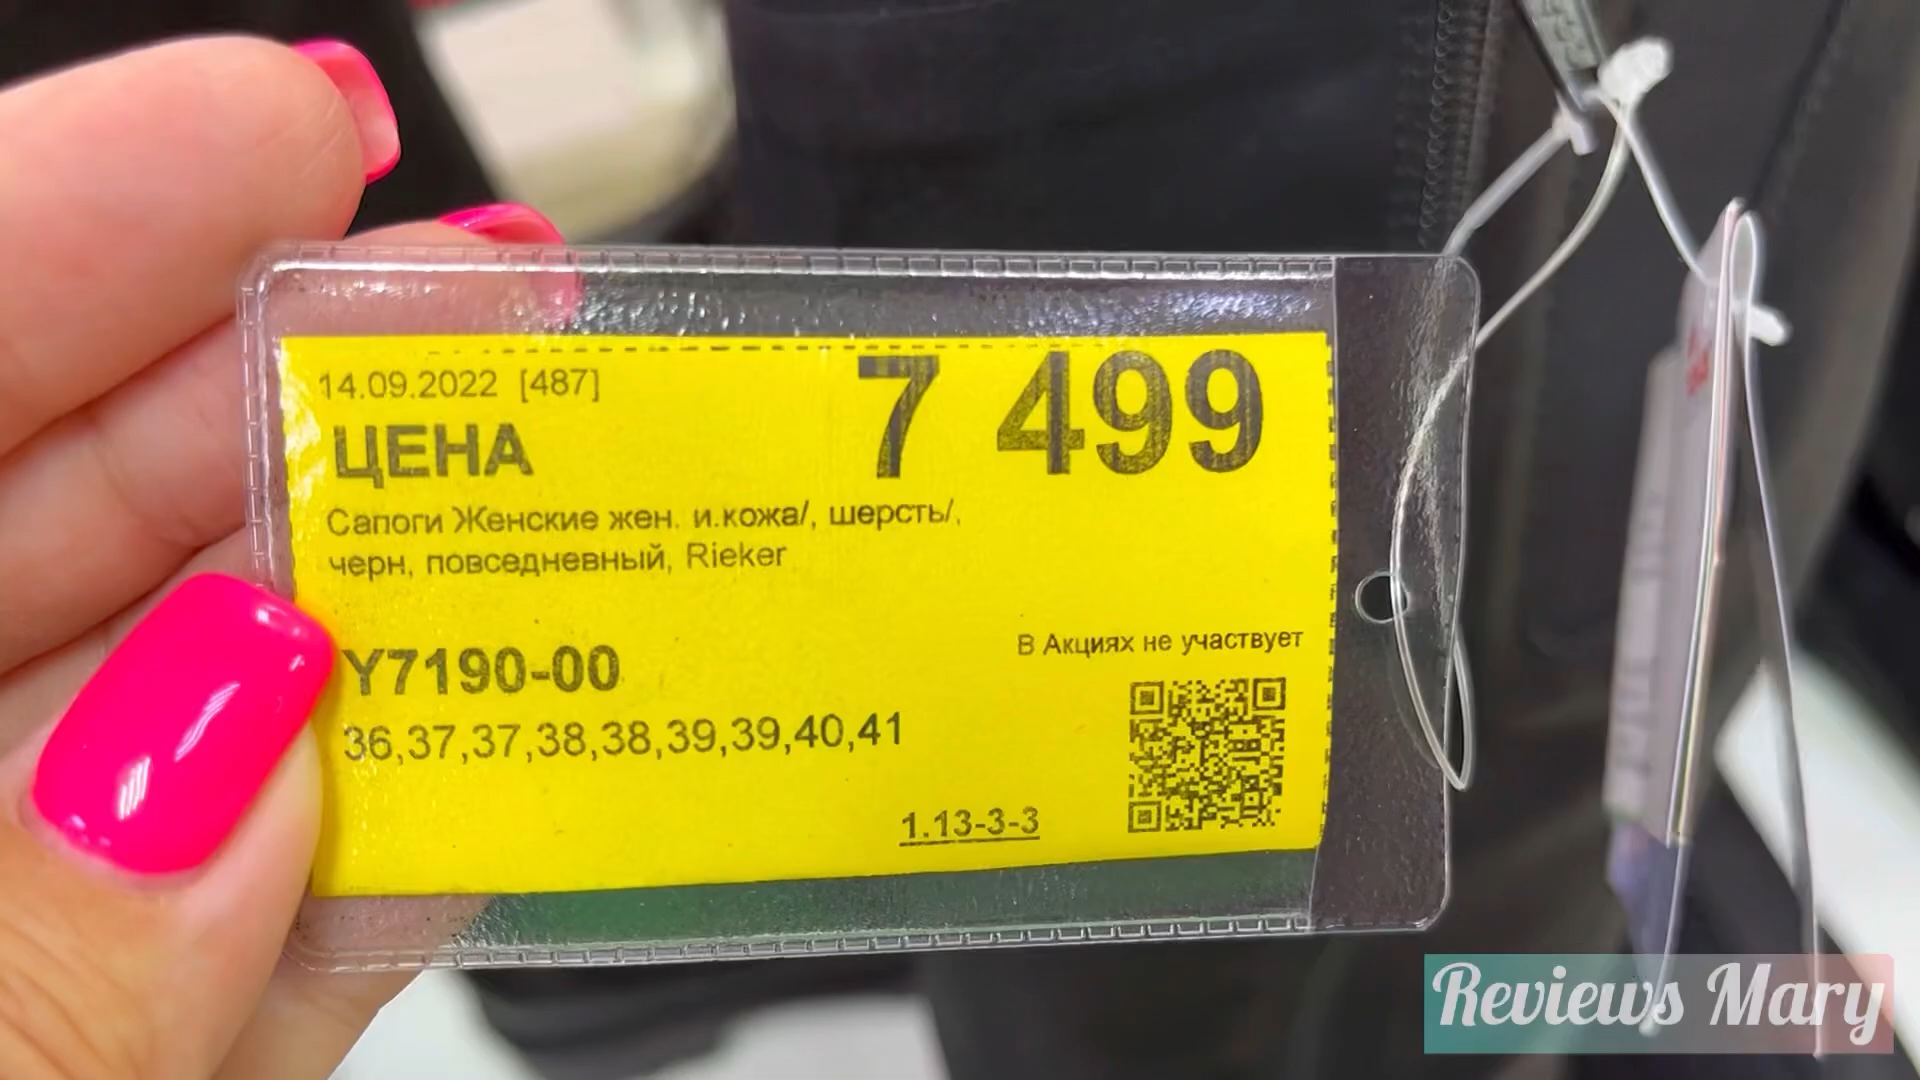 14.09.2022 [487]
7 499
ЦЕНА
Сапоги Женские жен. и.кожа/, шерсть/,
черн, повседневный, Rieker
В Акциях не участвует
Y7190-00
36,37,37,38,38,39,39,40,41
1.13-3-3
Reviews Mary